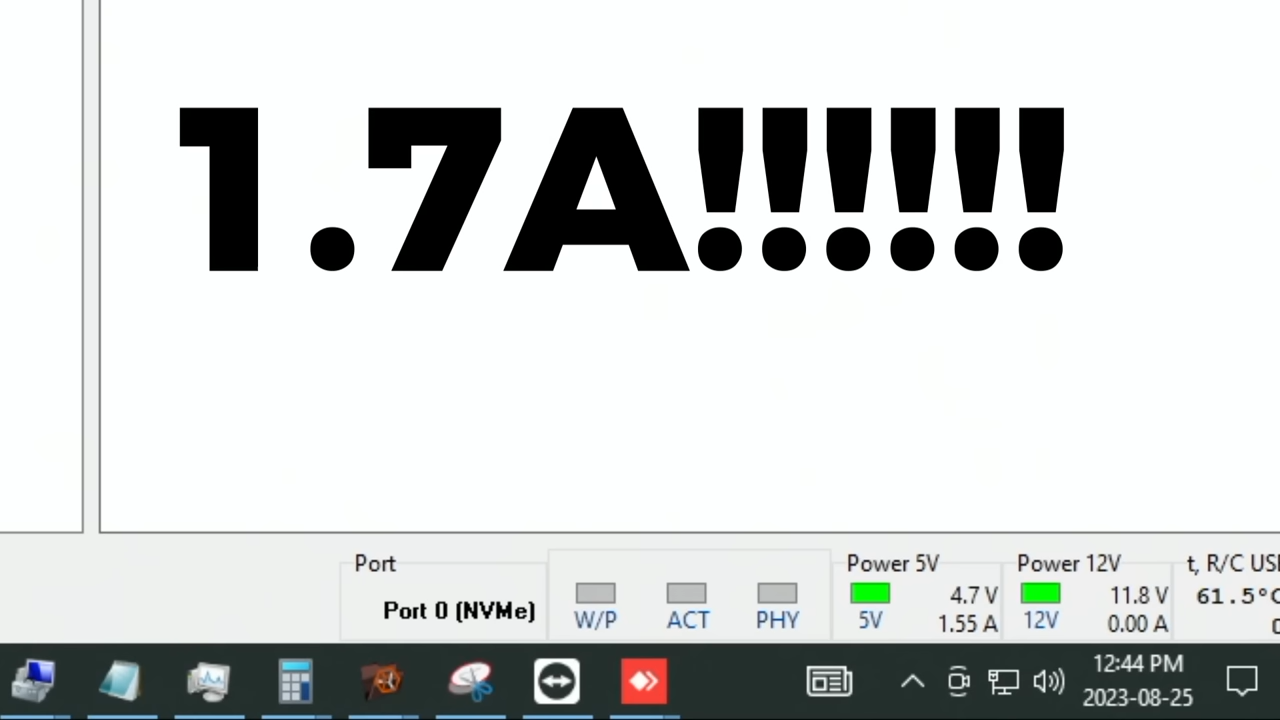 1.7A!!!!!!
Port
Port 0 (NVMe)
W/P
ACT
PHY
Power 5V
5V
4.7 V
1.55 A
Power 12V
12V
11.8 V
0.00 A
t, R/C USB
61.5°C
12:44 PM
2023-08-25